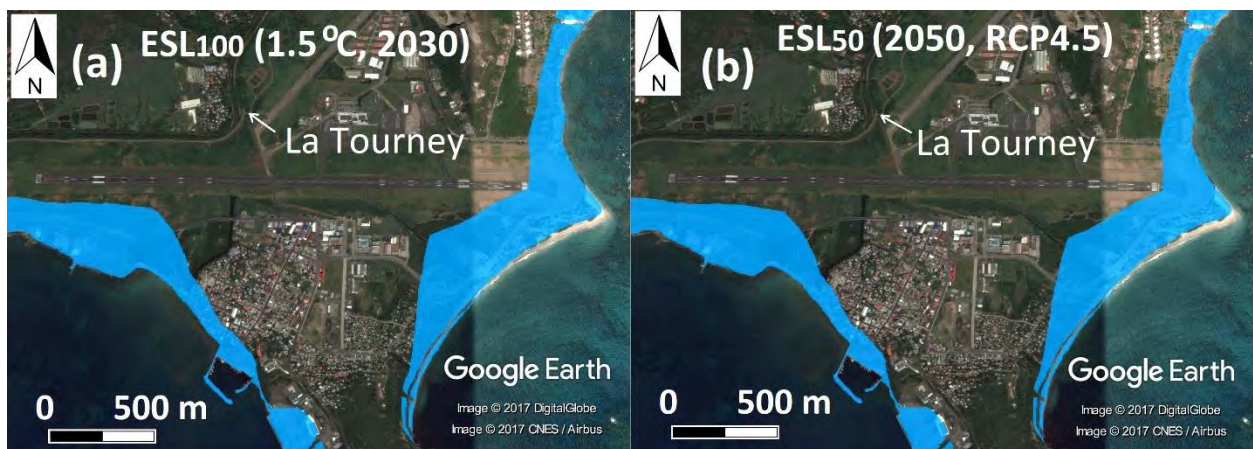 (a) ESL100 (1.5 ⁰C, 2030)
N
La Tourney
Google Earth
0 500 m
Image © 2017 DigitalGlobe
Image © 2017 CNES / Airbus
(b) ESL50 (2050, RCP4.5)
N
La Tourney
Google Earth
0 500 m
Image © 2017 DigitalGlobe
Image © 2017 CNES / Airbus